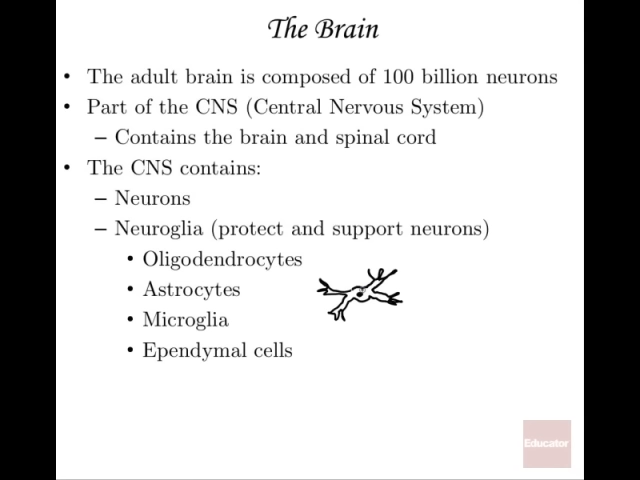 The Brain
• The adult brain is composed of 100 billion neurons
• Part of the CNS (Central Nervous System)
– Contains the brain and spinal cord
• The CNS contains:
– Neurons
– Neuroglia (protect and support neurons)
• Oligodendrocytes
• Astrocytes
• Microglia
• Ependymal cells
Educator